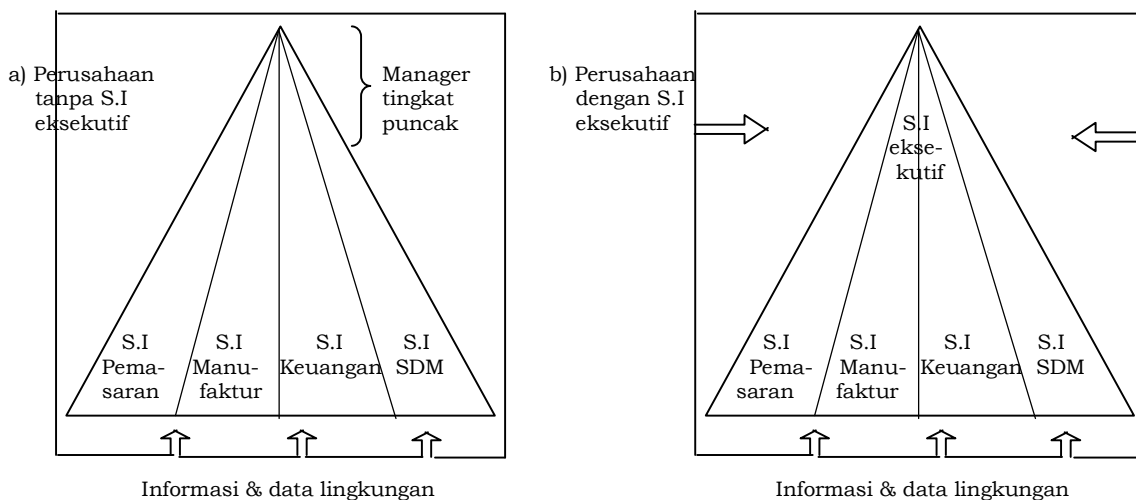 a) Perusahaan
tanpa S.I
eksekutif
Manager
tingkat
puncak
S.I
Pema-
saran
S.I
Manu-
faktur
S.I
Keuangan
S.I
SDM
Informasi & data lingkungan
b) Perusahaan
dengan S.I
eksekutif
S.I
ekse-
kutif
S.I
Pema-
saran
S.I
Manu-
faktur
S.I
Keuangan
S.I
SDM
Informasi & data lingkungan